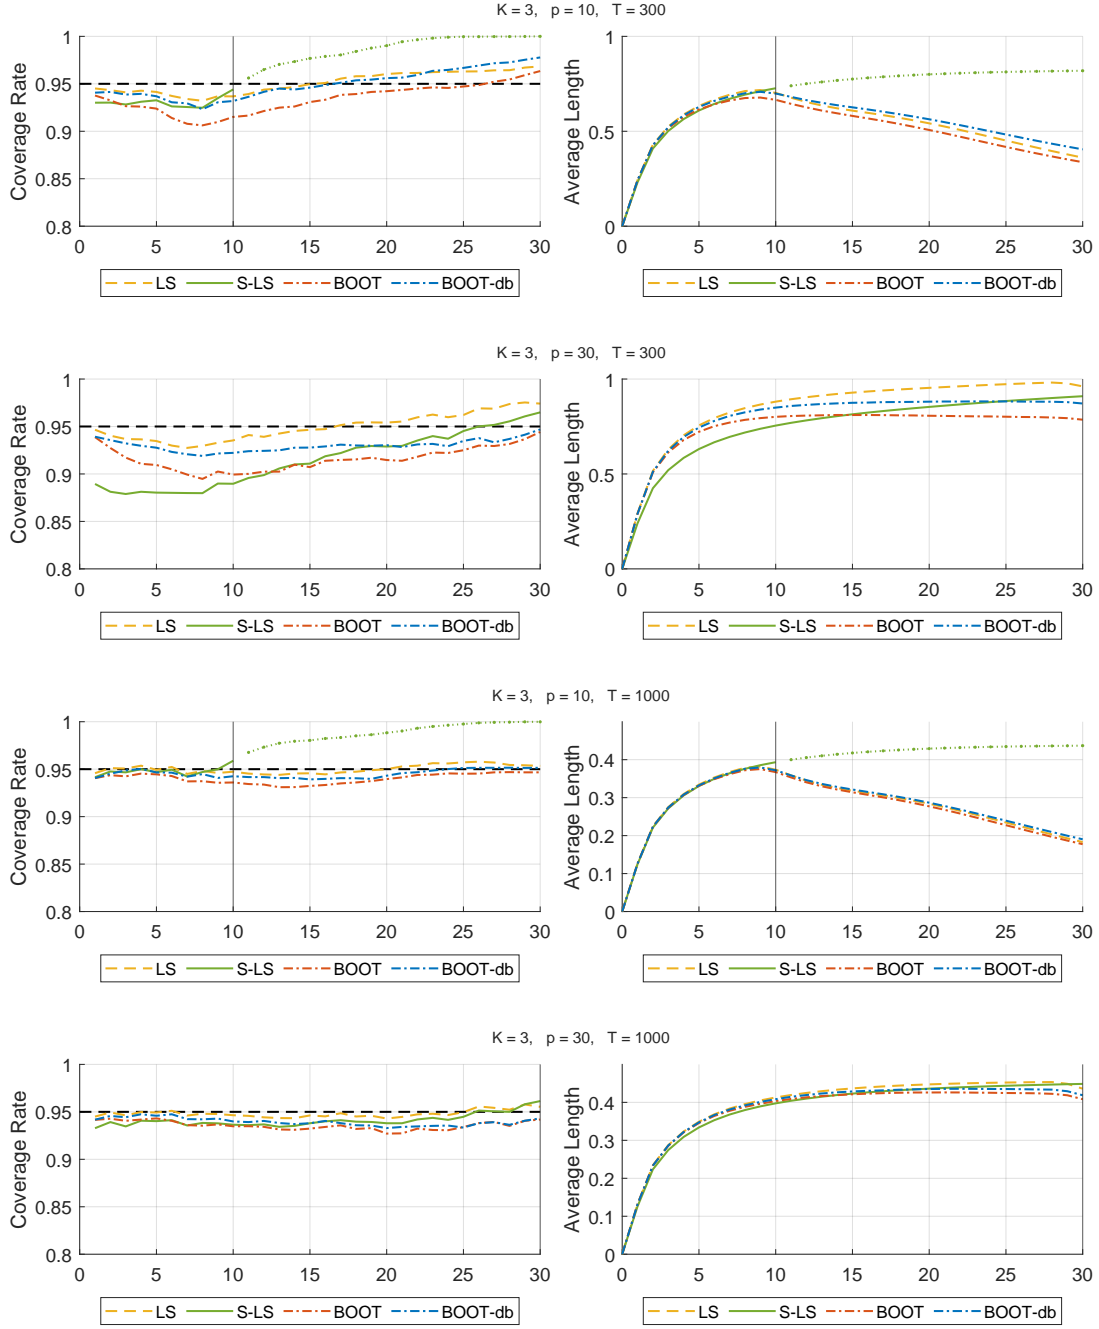 K = 3, p = 10, T = 300
Coverage Rate
1
0.95
0.9
0.85
0.8
0 5 10 15 20 25 30
LS S-LS BOOT BOOT-db
Average Length
1
0.5
0
0 5 10 15 20 25 30
LS S-LS BOOT BOOT-db
K = 3, p = 30, T = 300
Coverage Rate
1
0.95
0.9
0.85
0.8
0 5 10 15 20 25 30
LS S-LS BOOT BOOT-db
Average Length
1
0.5
0
0 5 10 15 20 25 30
LS S-LS BOOT BOOT-db
K = 3, p = 10, T = 1000
Coverage Rate
1
0.95
0.9
0.85
0.8
0 5 10 15 20 25 30
LS S-LS BOOT BOOT-db
Average Length
0.4
0.3
0.2
0.1
0
0 5 10 15 20 25 30
LS S-LS BOOT BOOT-db
K = 3, p = 30, T = 1000
Coverage Rate
1
0.95
0.9
0.85
0.8
0 5 10 15 20 25 30
LS S-LS BOOT BOOT-db
Average Length
0.4
0.3
0.2
0.1
0
0 5 10 15 20 25 30
LS S-LS BOOT BOOT-db